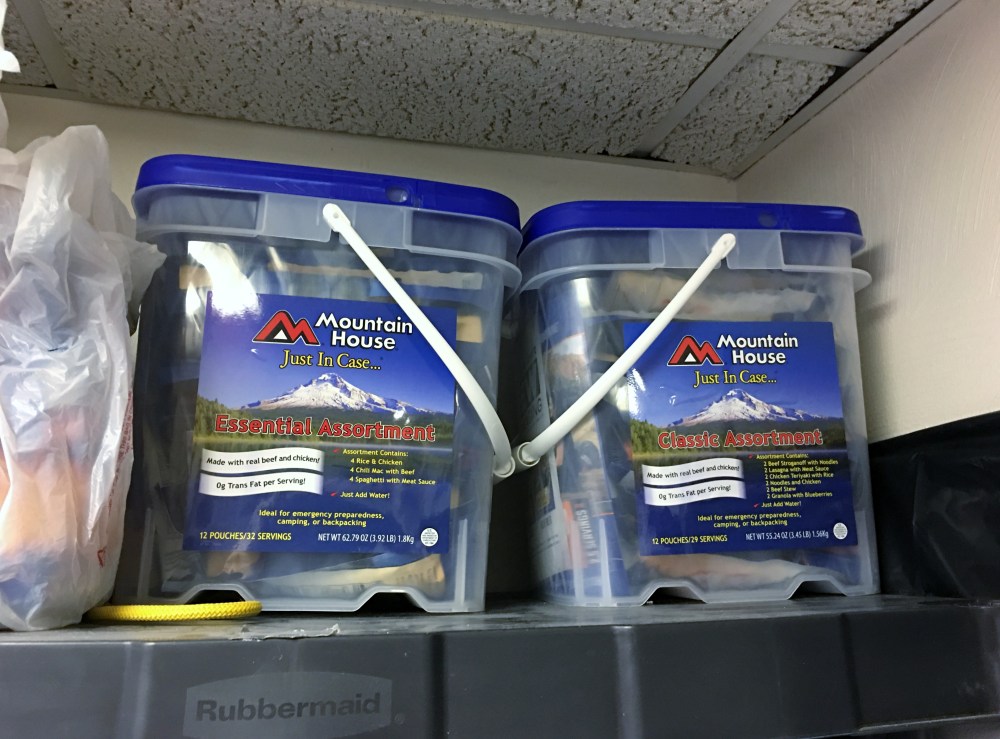 Mountain
House
Just In Case...
Essential Assortment
Made with real beef and chicken!
0g Trans Fat per Serving!
Assortment Contains:
4 Rice & Chicken
4 Chili Mac with Beef
4 Spaghetti with Meat Sauce
Just Add Water!
Ideal for emergency preparedness,
camping, or backpacking
12 POUCHES/32 SERVINGS
NET WT 62.79 OZ (3.92 LB) 1.8Kg
Mountain
House
Just In Case...
Classic Assortment
Made with real beef and chicken!
0g Trans Fat per Serving!
Assortment Contains:
2 Beef Stroganoff with Noodles
2 Lasagna with Meat Sauce
2 Chicken Teriyaki with Rice
2 Noodles and Chicken
2 Beef Stew
2 Granola with Blueberries
Just Add Water!
Ideal for emergency preparedness,
camping, or backpacking
12 POUCHES/29 SERVINGS
NET WT 55.24 OZ (3.45 LB) 1.56Kg
Rubbermaid